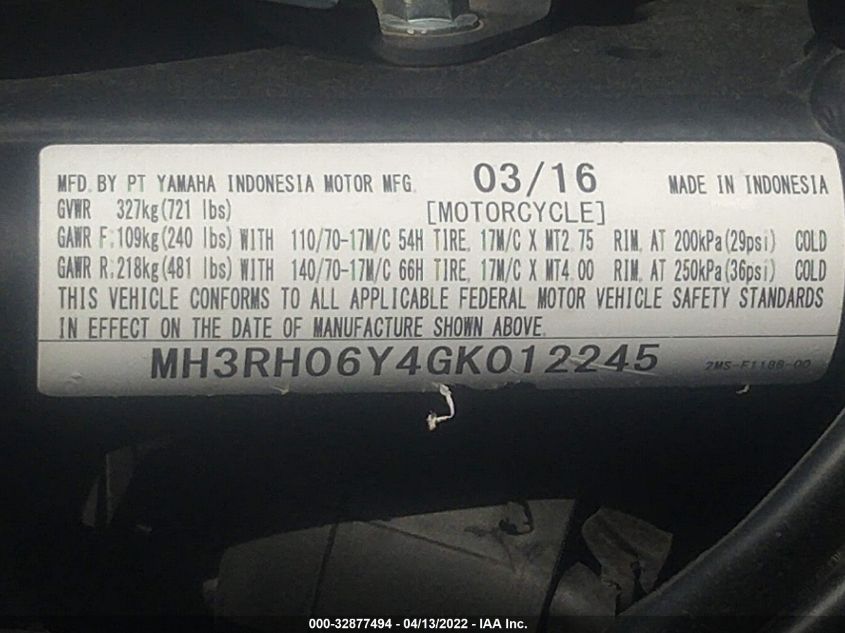 MFD. BY PT YAMAHA INDONESIA MOTOR MFG. 03/16 MADE IN INDONESIA
GVWR 327kg(721 lbs) [MOTORCYCLE]
GAWR F:109kg(240 lbs) WITH 110/70-17M/C 54H TIRE, 17M/C X MT2.75 RIM, AT 200kPa(29psi) COLD
GAWR R:218kg(481 lbs) WITH 140/70-17M/C 66H TIRE, 17M/C X MT4.00 RIM, AT 250kPa(36psi) COLD
THIS VEHICLE CONFORMS TO ALL APPLICABLE FEDERAL MOTOR VEHICLE SAFETY STANDARDS
IN EFFECT ON THE DATE OF MANUFACTURE SHOWN ABOVE.
MH3RH06Y4GK012245 2MS-F118B-00
000-32877494 - 04/13/2022 - IAA Inc.